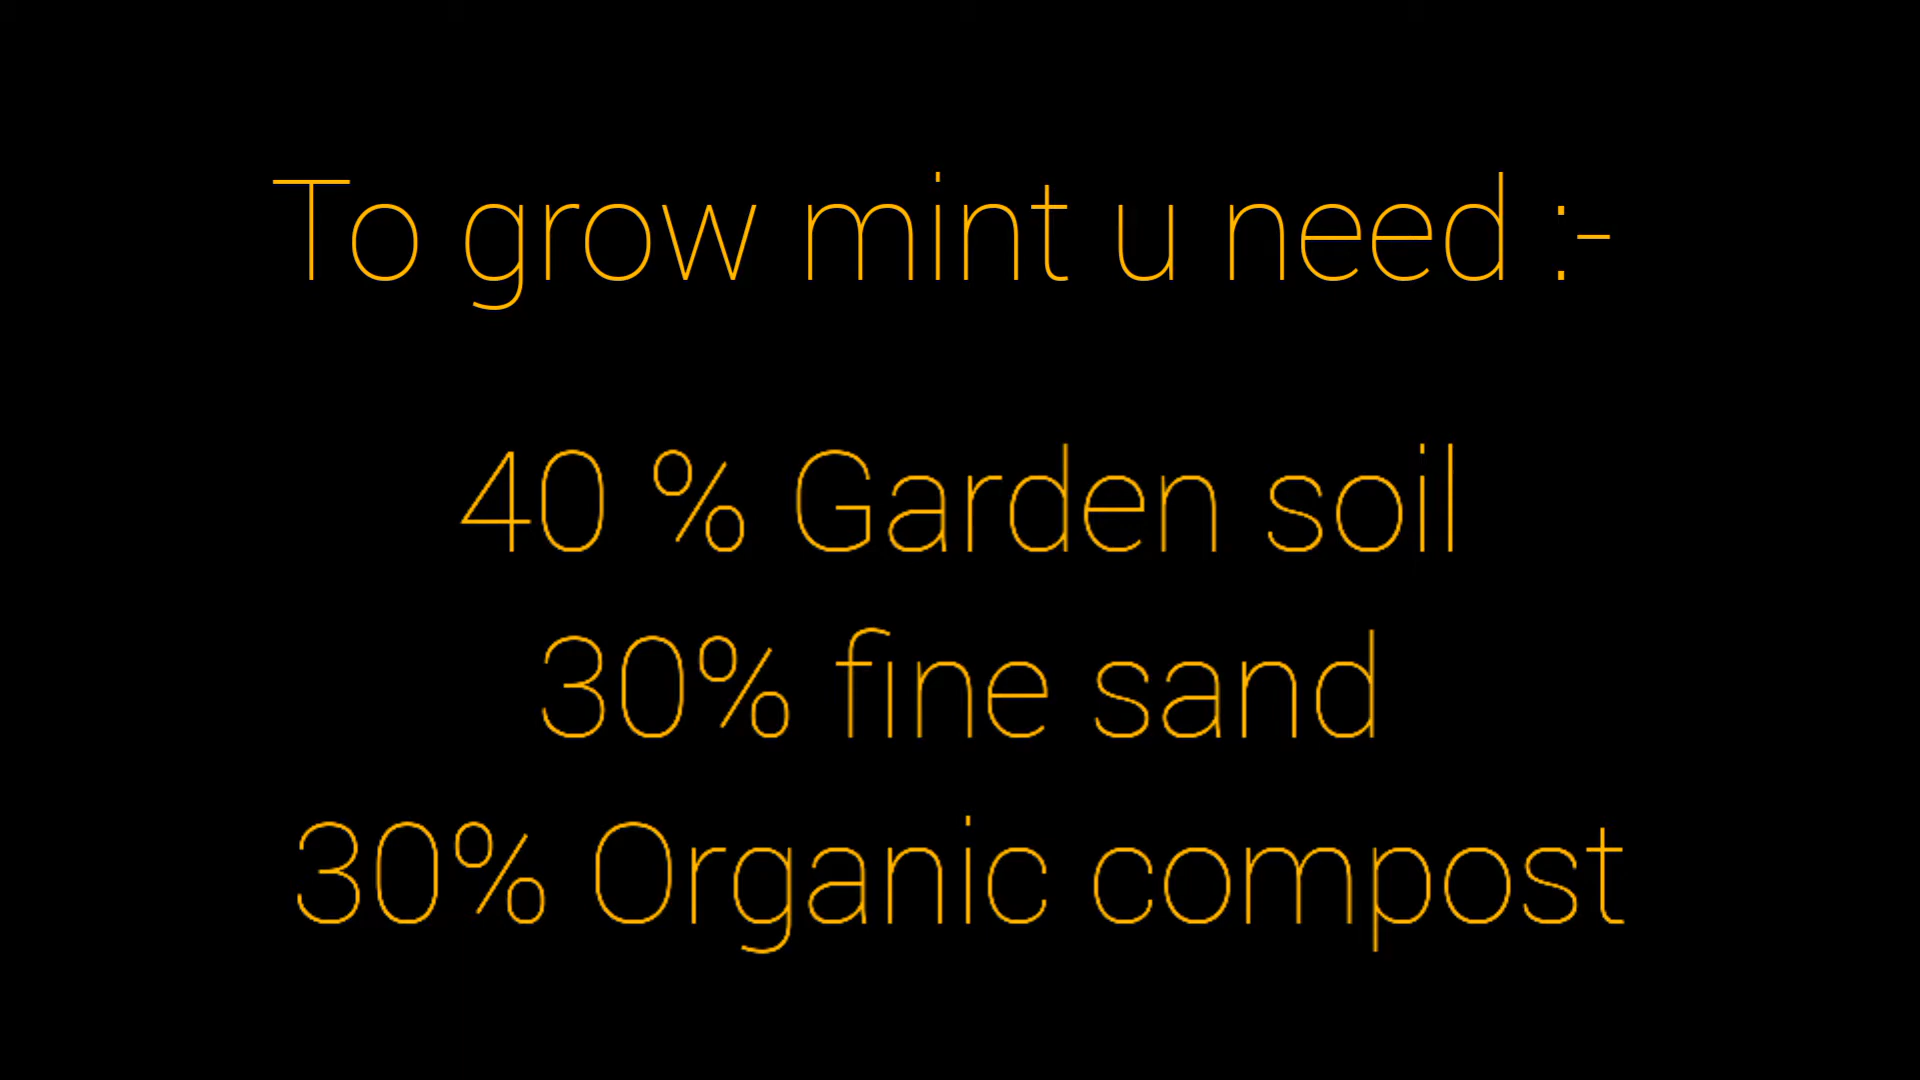 To grow mint u need :-
40 % Garden soil
30% fine sand
30% Organic compost